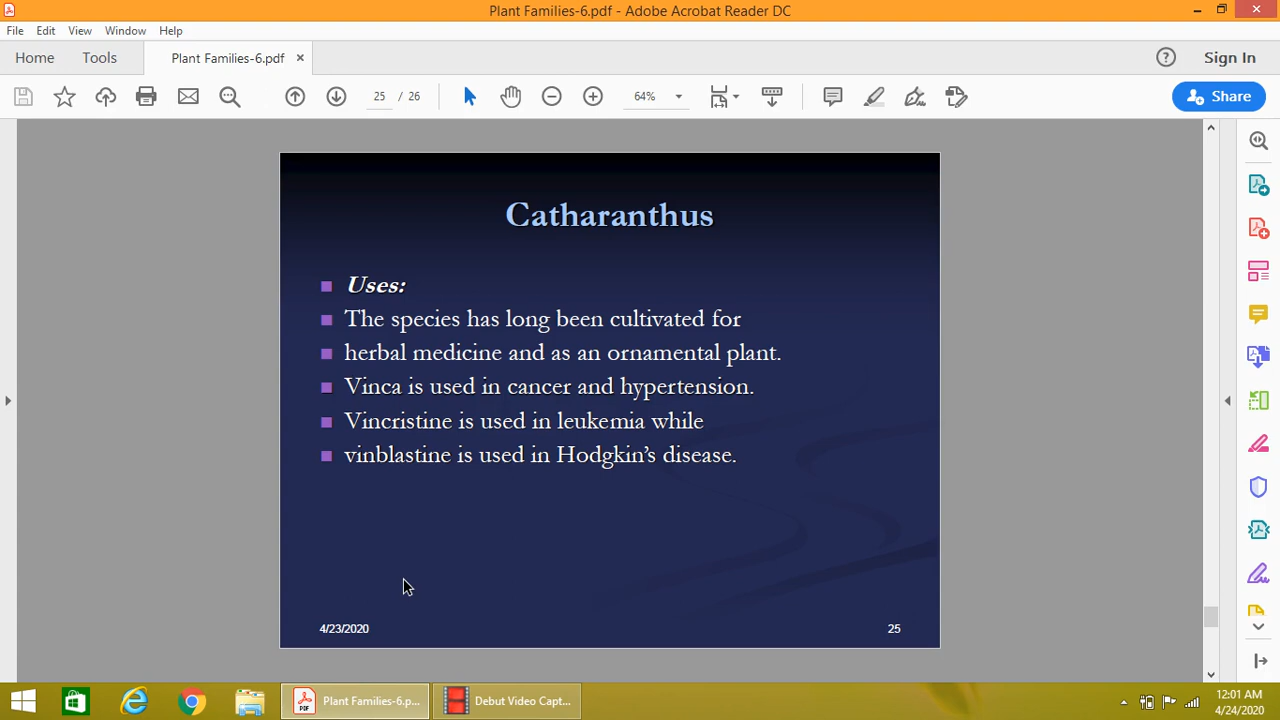 Plant Families-6.pdf - Adobe Acrobat Reader DC
File Edit View Window Help
Home Tools Plant Families-6.pdf × Sign In
25 / 26 64% Share
Catharanthus
Uses:
The species has long been cultivated for
herbal medicine and as an ornamental plant.
Vinca is used in cancer and hypertension.
Vincristine is used in leukemia while
vinblastine is used in Hodgkin's disease.
4/23/2020 25
Plant Families-6.p... Debut Video Capt... 12:01 AM
4/24/2020